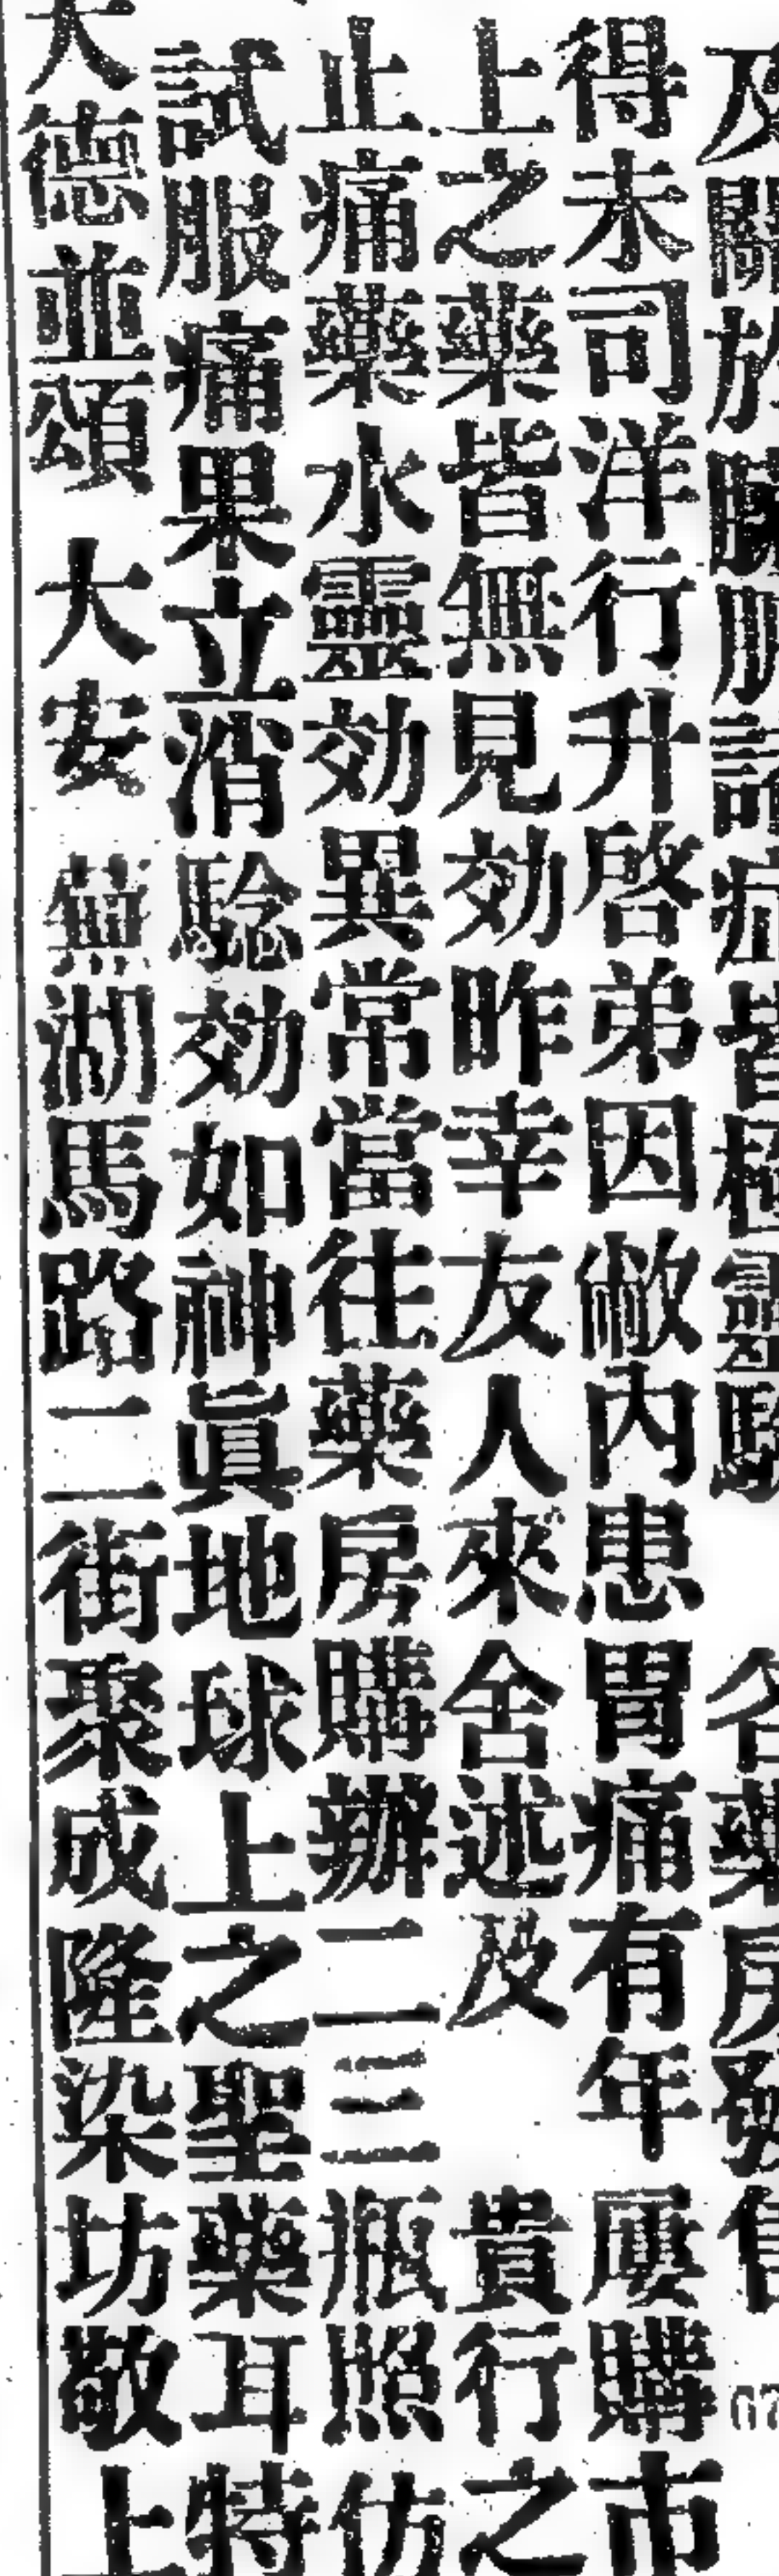 及關於諸症皆極靈驗 各藥房發售
得未司洋行升啓弟因敝內患胃痛有年屢購市
上之藥皆無見効昨幸友人來舍述及 貴行之
止痛藥水靈効異常當往藥房購辦二三瓶照仿
試服痛果立消騐効如神眞地球上之聖藥耳特
大德並頌 大安 蕪湖馬路二街聚成隆染坊敬上